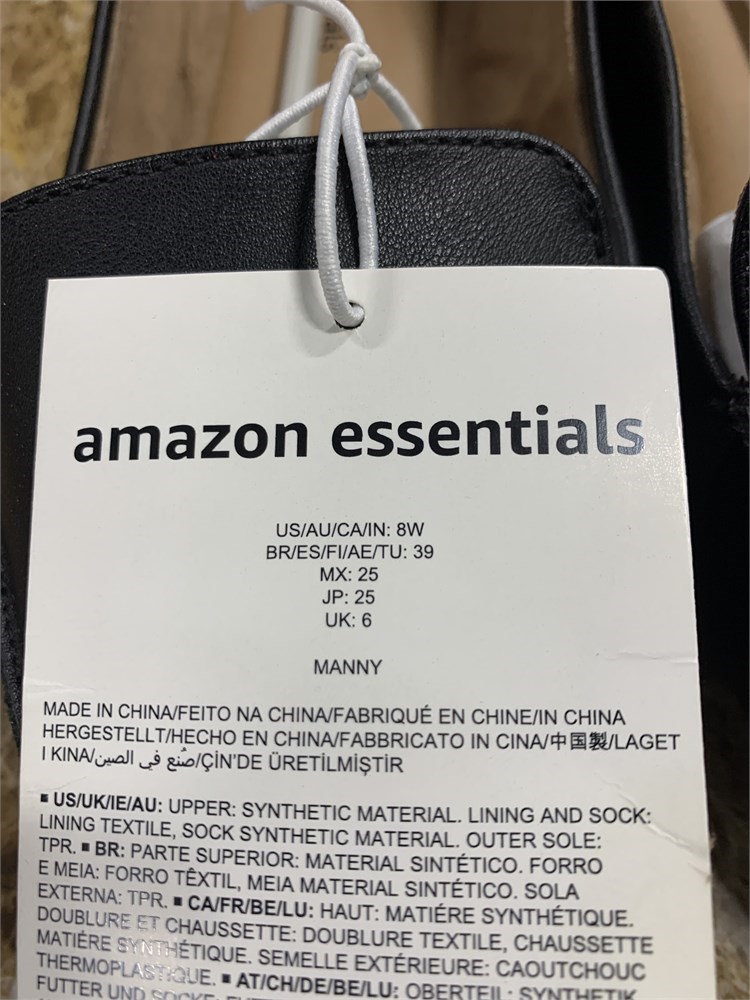 amazon essentials
US/AU/CA/IN: 8W
BR/ES/FI/AE/TU: 39
MX: 25
JP: 25
UK: 6
MANNY
MADE IN CHINA/FEITO NA CHINA/FABRIQUÉ EN CHINE/IN CHINA
HERGESTELLT/HECHO EN CHINA/FABBRICATO IN CINA/中国製/LAGET
I KINA/صُنع في الصين/ÇİN'DE ÜRETİLMİŞTİR
▪ US/UK/IE/AU: UPPER: SYNTHETIC MATERIAL. LINING AND SOCK:
LINING TEXTILE, SOCK SYNTHETIC MATERIAL. OUTER SOLE:
TPR. ▪ BR: PARTE SUPERIOR: MATERIAL SINTÉTICO. FORRO
E MEIA: FORRO TÊXTIL, MEIA MATERIAL SINTÉTICO. SOLA
EXTERNA: TPR. ▪ CA/FR/BE/LU: HAUT: MATIÉRE SYNTHÉTIQUE.
DOUBLURE ET CHAUSSETTE: DOUBLURE TEXTILE, CHAUSSETTE
MATIÉRE SYNTHÉTIQUE. SEMELLE EXTÉRIEURE: CAOUTCHOUC
THERMOPLASTIQUE. ▪ AT/CH/DE/BE/LU: OBERTEIL: SYNTHETIK.
FUTTER UND SOCKE: